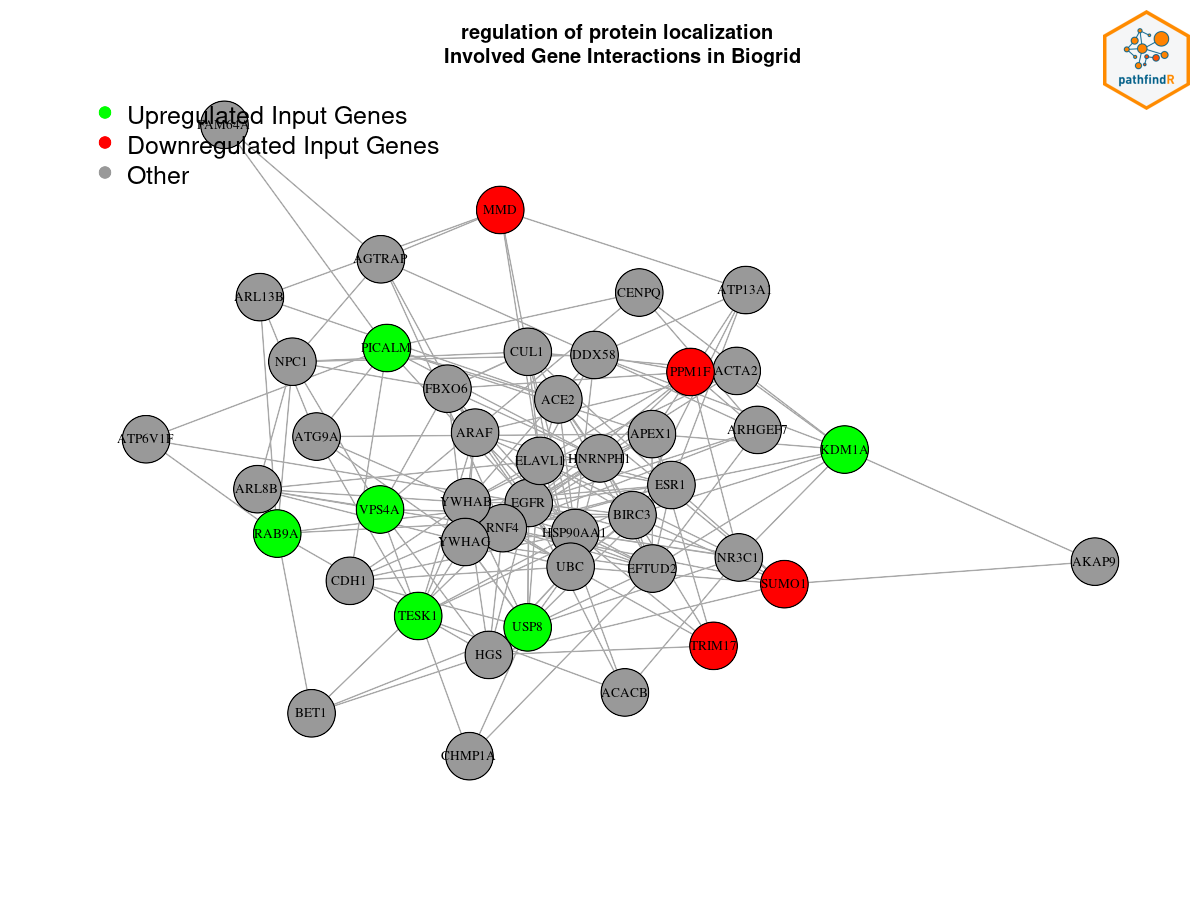 regulation of protein localization
Involved Gene Interactions in Biogrid
pathfindR
Upregulated Input Genes
FAM64A
Downregulated Input Genes
Other
MMD
AGTRAP
ARL13B
CENPQ
ATP13A1
PICALM
CUL1
DDX58
NPC1
PPM1F
ACTA2
FBXO6
ACE2
ATP6V1F
ATG9A
ARAF
APEX1
ARHGEF7
KDM1A
ELAVL1
HNRNPH1
ARL8B
ESR1
VPS4A
YWHAB
EGFR
BIRC3
RAB9A
RNF4
HSP90AA1
YWHAG
UBC
EFTUD2
NR3C1
AKAP9
CDH1
SUMO1
TESK1
USP8
HGS
TRIM17
ACACB
BET1
CHMP1A